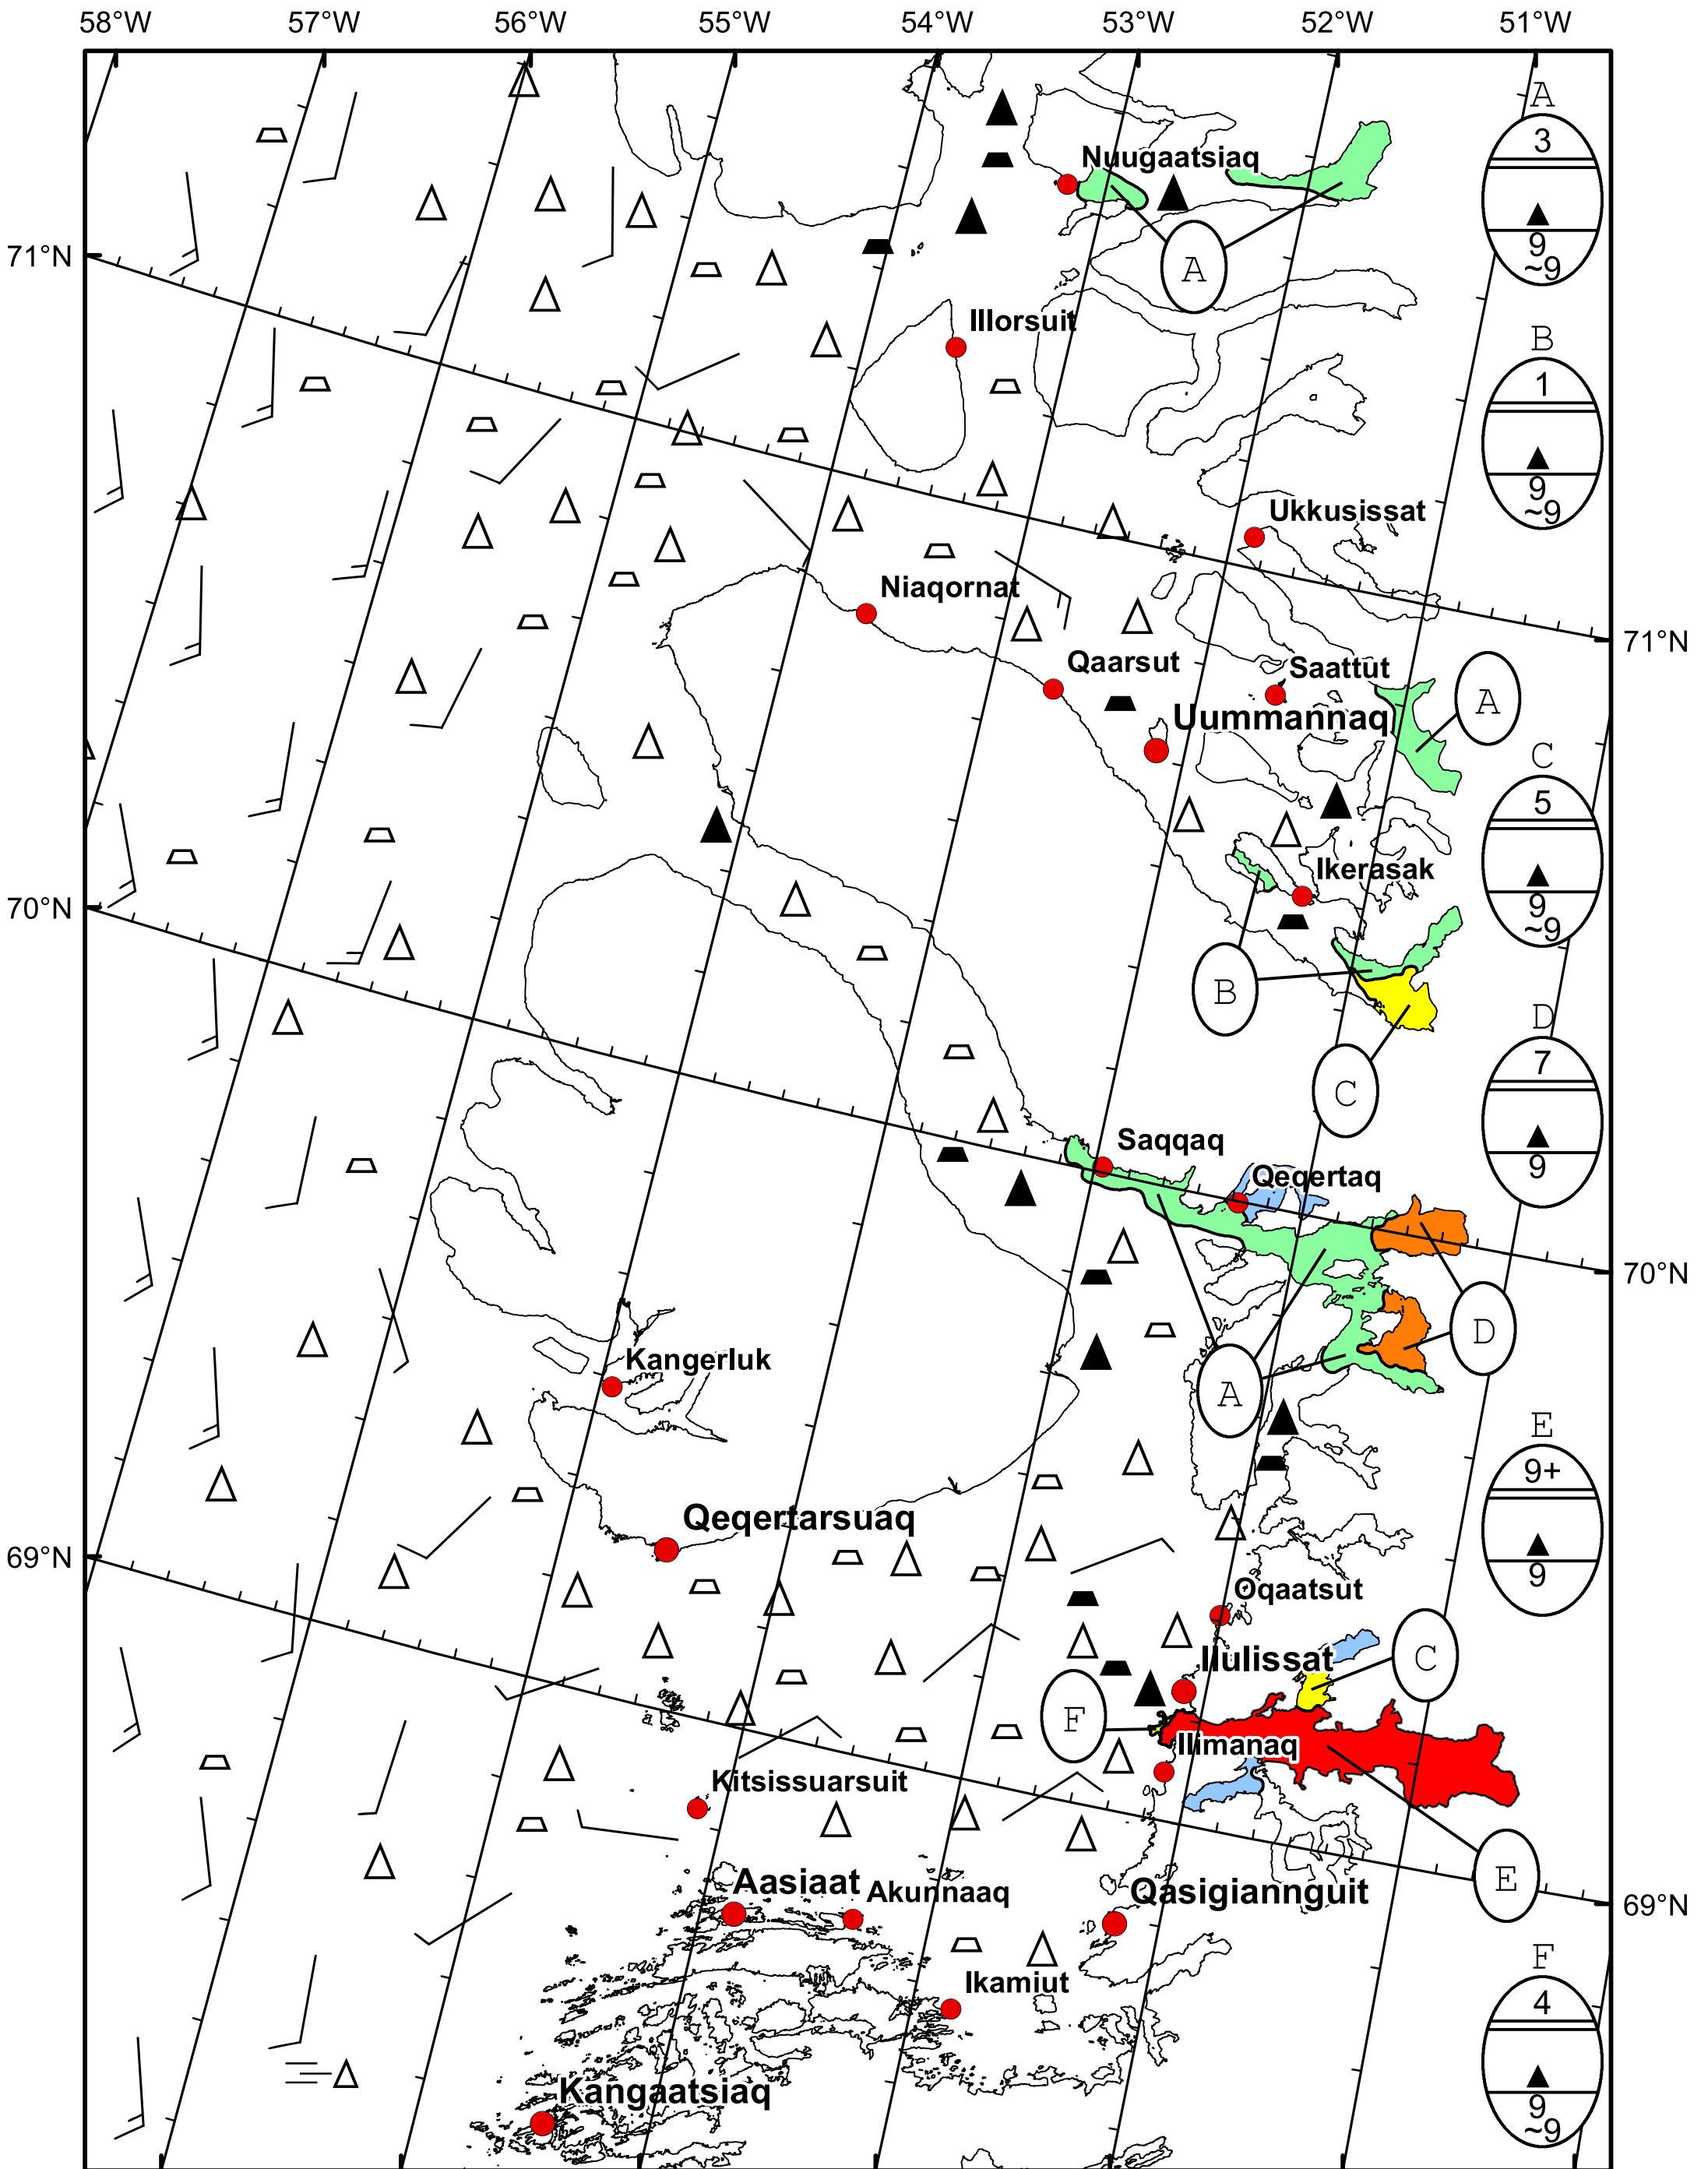 58°W 57°W 56°W 55°W 54°W 53°W 52°W 51°W
A
3
9
~9
Nuugaatsiaq
71°N
A
Illorsuit
B
1
9
~9
Ukkusissat
Niaqornat
71°N
Qaarsut
Saattut
A
Uummannaq
C
5
9
~9
Ikerasak
70°N
B
D
7
9
C
Saqqaq
Qeqertaq
70°N
D
Kangerluk
A
E
9+
9
Qeqertarsuaq
69°N
Oqaatsut
Ilulissat
C
F
Ilimanaq
Kitsissuarsuit
E
Aasiaat
Akunnaaq
Qasigiannguit
69°N
F
4
9
~9
Ikamiut
Kangaatsiaq